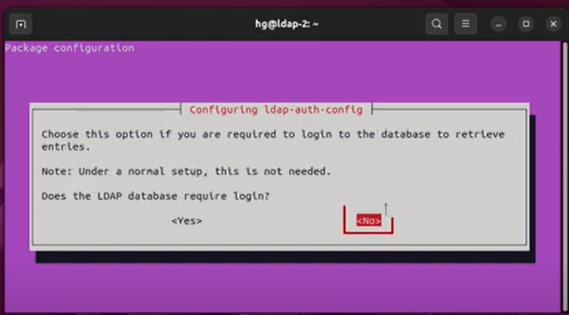 hg@ldap-2: ~
Package configuration
Configuring ldap-auth-config
Choose this option if you are required to login to the database to retrieve
entries.
Note: Under a normal setup, this is not needed.
Does the LDAP database require login?
<Yes> <No>